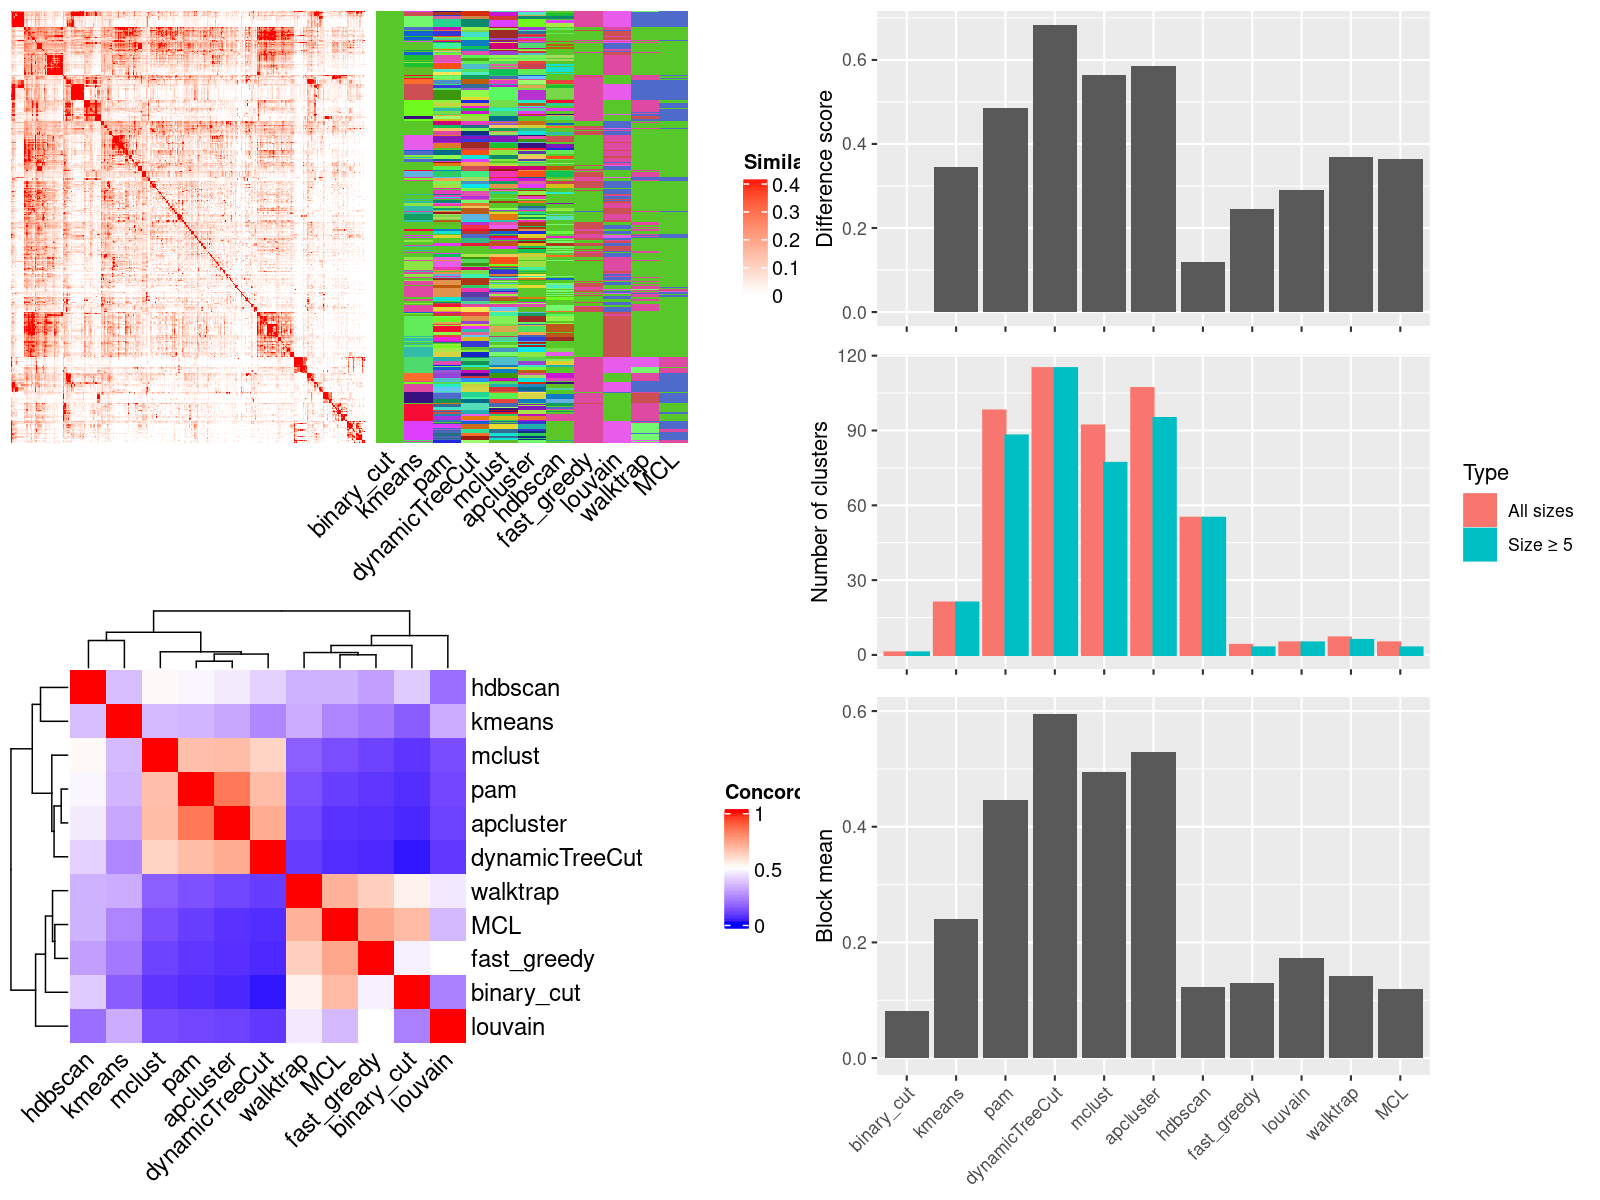 Simila
0.4
0.3
0.2
0.1
0
binary_cut
kmeans
pam
dynamicTreeCut
mclust
apcluster
hdbscan
fast_greedy
louvain
walktrap
MCL
hdbscan
kmeans
mclust
pam
apcluster
dynamicTreeCut
walktrap
MCL
fast_greedy
binary_cut
louvain
hdbscan
kmeans
mclust
pam
apcluster
dynamicTreeCut
walktrap
MCL
fast_greedy
binary_cut
louvain
Concord
1
0.5
0
Difference score
0.6
0.4
0.2
0.0
Number of clusters
120
90
60
30
0
Type
All sizes
Size ≥ 5
Block mean
0.6
0.4
0.2
0.0
binary_cut
kmeans
pam
dynamicTreeCut
mclust
apcluster
hdbscan
fast_greedy
louvain
walktrap
MCL